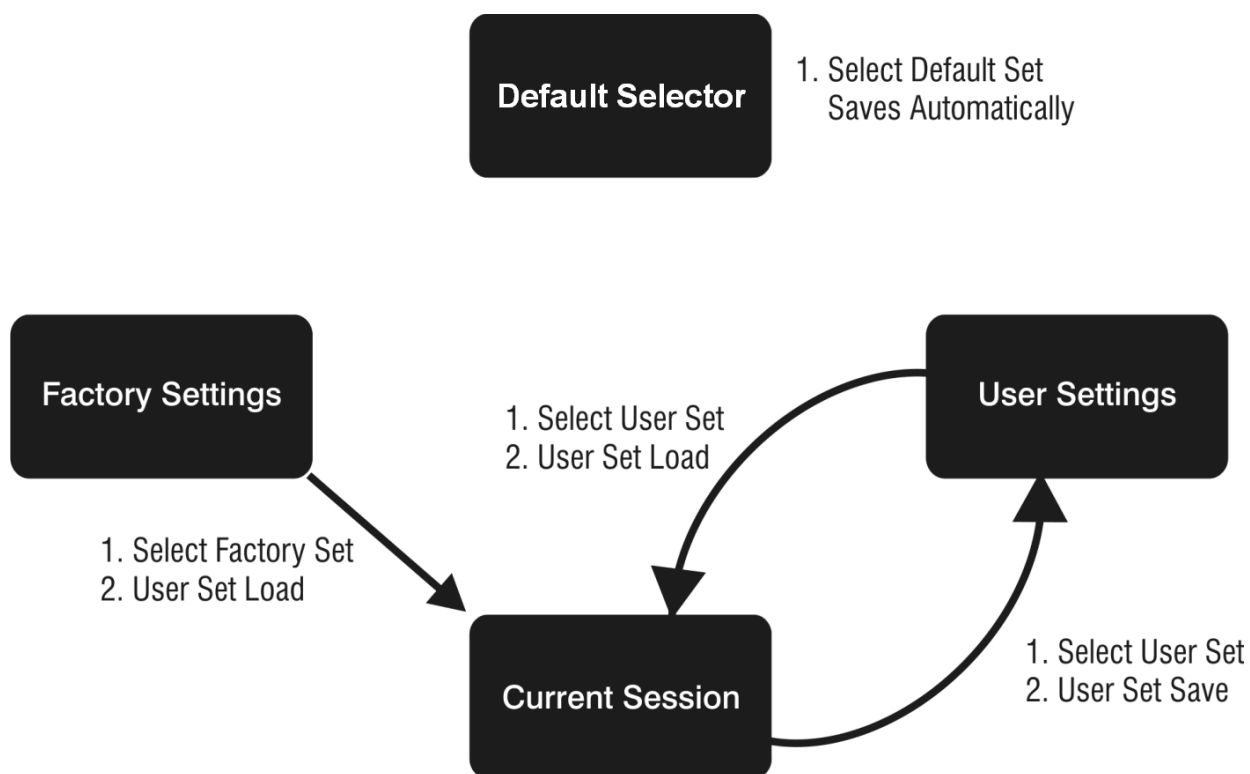 Default Selector
1. Select Default Set
Saves Automatically
Factory Settings
User Settings
1. Select User Set
2. User Set Load
1. Select Factory Set
2. User Set Load
Current Session
1. Select User Set
2. User Set Save